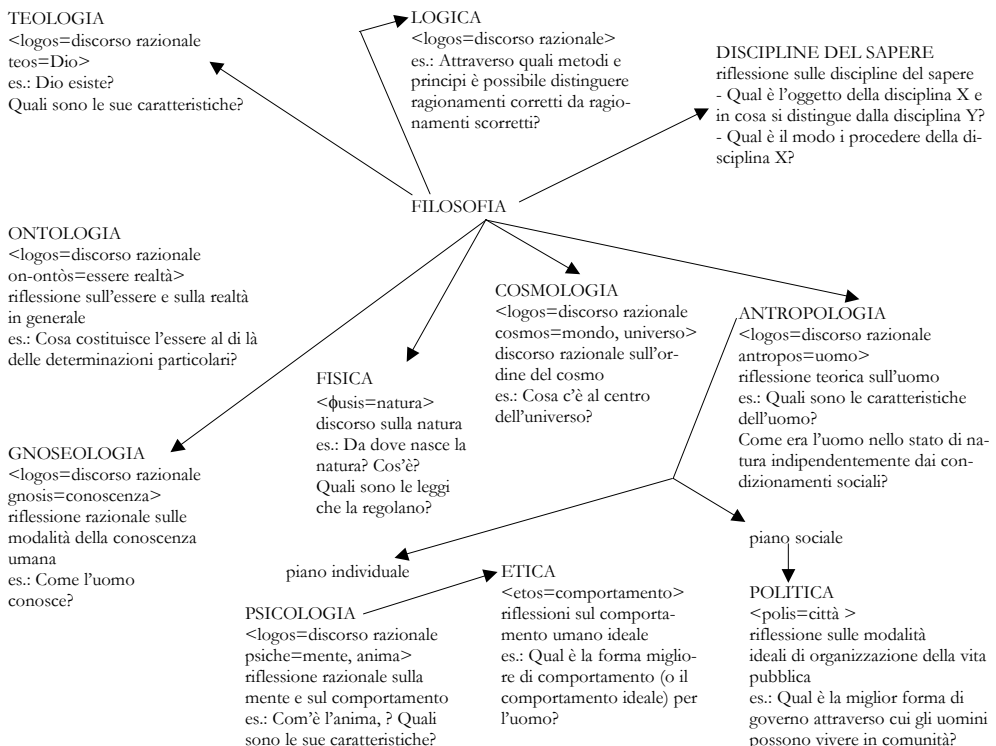 TEOLOGIA
<logos=discorso razionale
teos=Dio>
es.: Dio esiste?
Quali sono le sue caratteristiche?
LOGICA
<logos=discorso razionale>
es.: Attraverso quali metodi e
principi è possibile distinguere
ragionamenti corretti da ragio-
namenti scorretti?
DISCIPLINE DEL SAPERE
riflessione sulle discipline del sapere
- Qual è l'oggetto della disciplina X e
in cosa si distingue dalla disciplina Y?
- Qual è il modo i procedere della di-
sciplina X?
FILOSOFIA
ONTOLOGIA
<logos=discorso razionale
on-ontòs=essere realtà>
riflessione sull'essere e sulla realtà
in generale
es.: Cosa costituisce l'essere al di là
delle determinazioni particolari?
GNOSEOLOGIA
<logos=discorso razionale
gnosis=conoscenza>
riflessione razionale sulle
modalità della conoscenza
umana
es.: Come l'uomo
conosce?
FISICA
<ϕusis=natura>
discorso sulla natura
es.: Da dove nasce la
natura? Cos'è?
Quali sono le leggi
che la regolano?
COSMOLOGIA
<logos=discorso razionale
cosmos=mondo, universo>
discorso razionale sull'or-
dine del cosmo
es.: Cosa c'è al centro
dell'universo?
ANTROPOLOGIA
<logos=discorso razionale
antropos=uomo>
riflessione teorica sull'uomo
es.: Quali sono le caratteristiche
dell'uomo?
Come era l'uomo nello stato di na-
tura indipendentemente dai con-
dizionamenti sociali?
piano individuale
PSICOLOGIA
<logos=discorso razionale
psiche=mente, anima>
riflessione razionale sulla
mente e sul comportamento
es.: Com'è l'anima, ? Quali
sono le sue caratteristiche?
ETICA
<etos=comportamento>
riflessioni sul comporta-
mento umano ideale
es.: Qual è la forma miglio-
re di comportamento (o il
comportamento ideale) per
l'uomo?
piano sociale
POLITICA
<polis=città >
riflessione sulle modalità
ideali di organizzazione della vita
pubblica
es.: Qual è la miglior forma di
governo attraverso cui gli uomini
possono vivere in comunità?